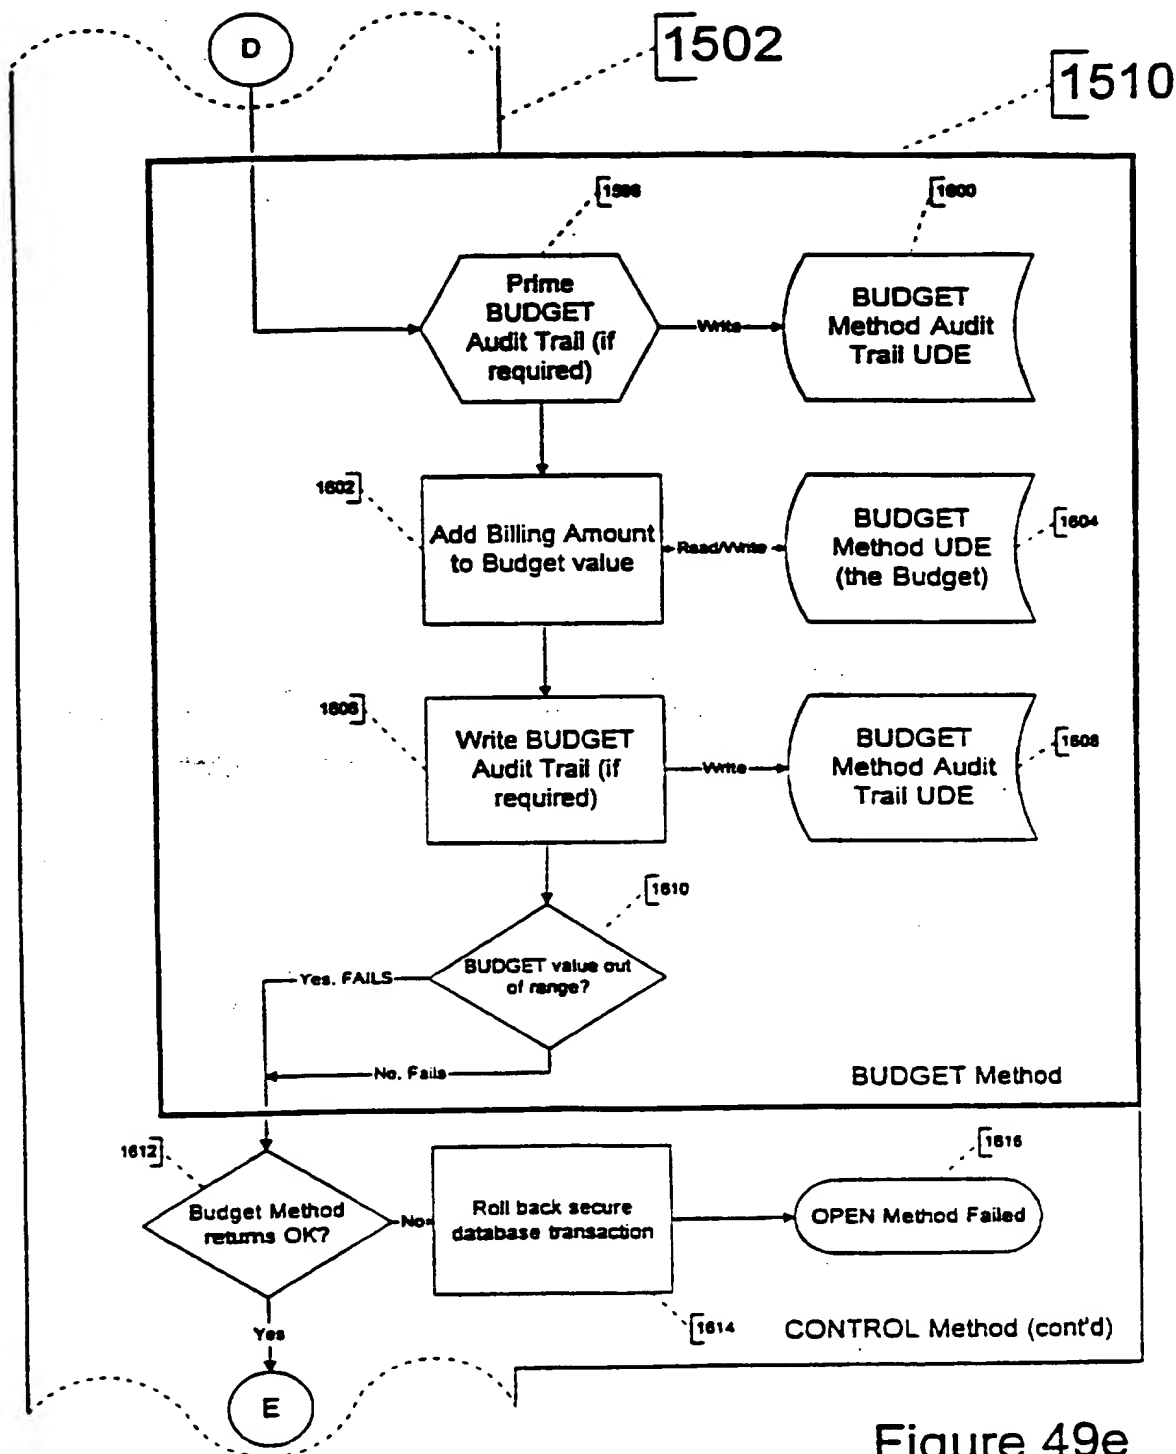 D
1502
1510
1600
Prime
BUDGET
Audit Trail (if
required)
Write
BUDGET
Method Audit
Trail UDE
1602
Add Billing Amount
to Budget value
Read/Write
BUDGET
Method UDE
(the Budget)
1604
1606
Write BUDGET
Audit Trail (if
required)
Write
BUDGET
Method Audit
Trail UDE
1608
1610
BUDGET value out
of range?
Yes. FAILS
No. Fails
BUDGET Method
1612
Budget Method
returns OK?
No
Roll back secure
database transaction
1616
OPEN Method Failed
Yes
1614
CONTROL Method (cont'd)
E
Figure 49e